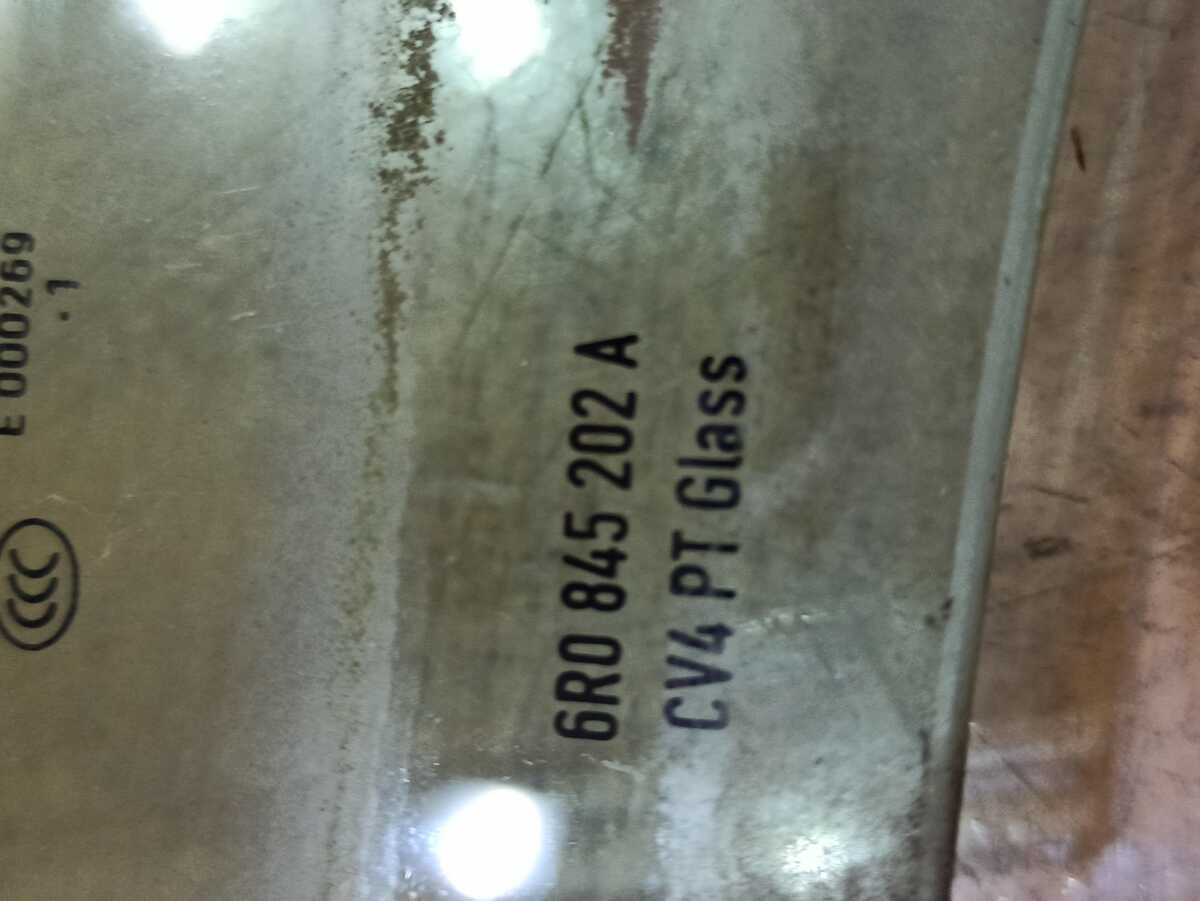 E 000269
.1
CCC
6R0 845 202 A
CV4 PT Glass